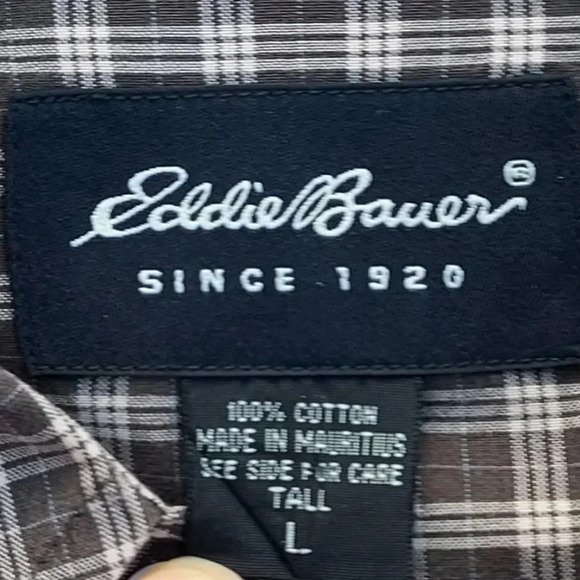 Eddie Bauer®
SINCE 1920
100% COTTON
MADE IN MAURITIUS
SEE SIDE FOR CARE
TALL
L